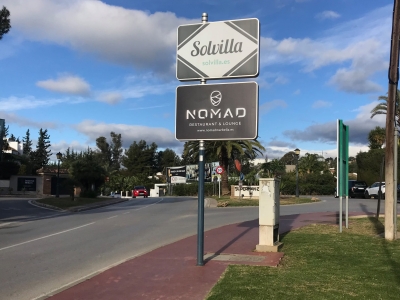 Solvilla
solvilla.es
NOMAD
RESTAURANT & LOUNGE